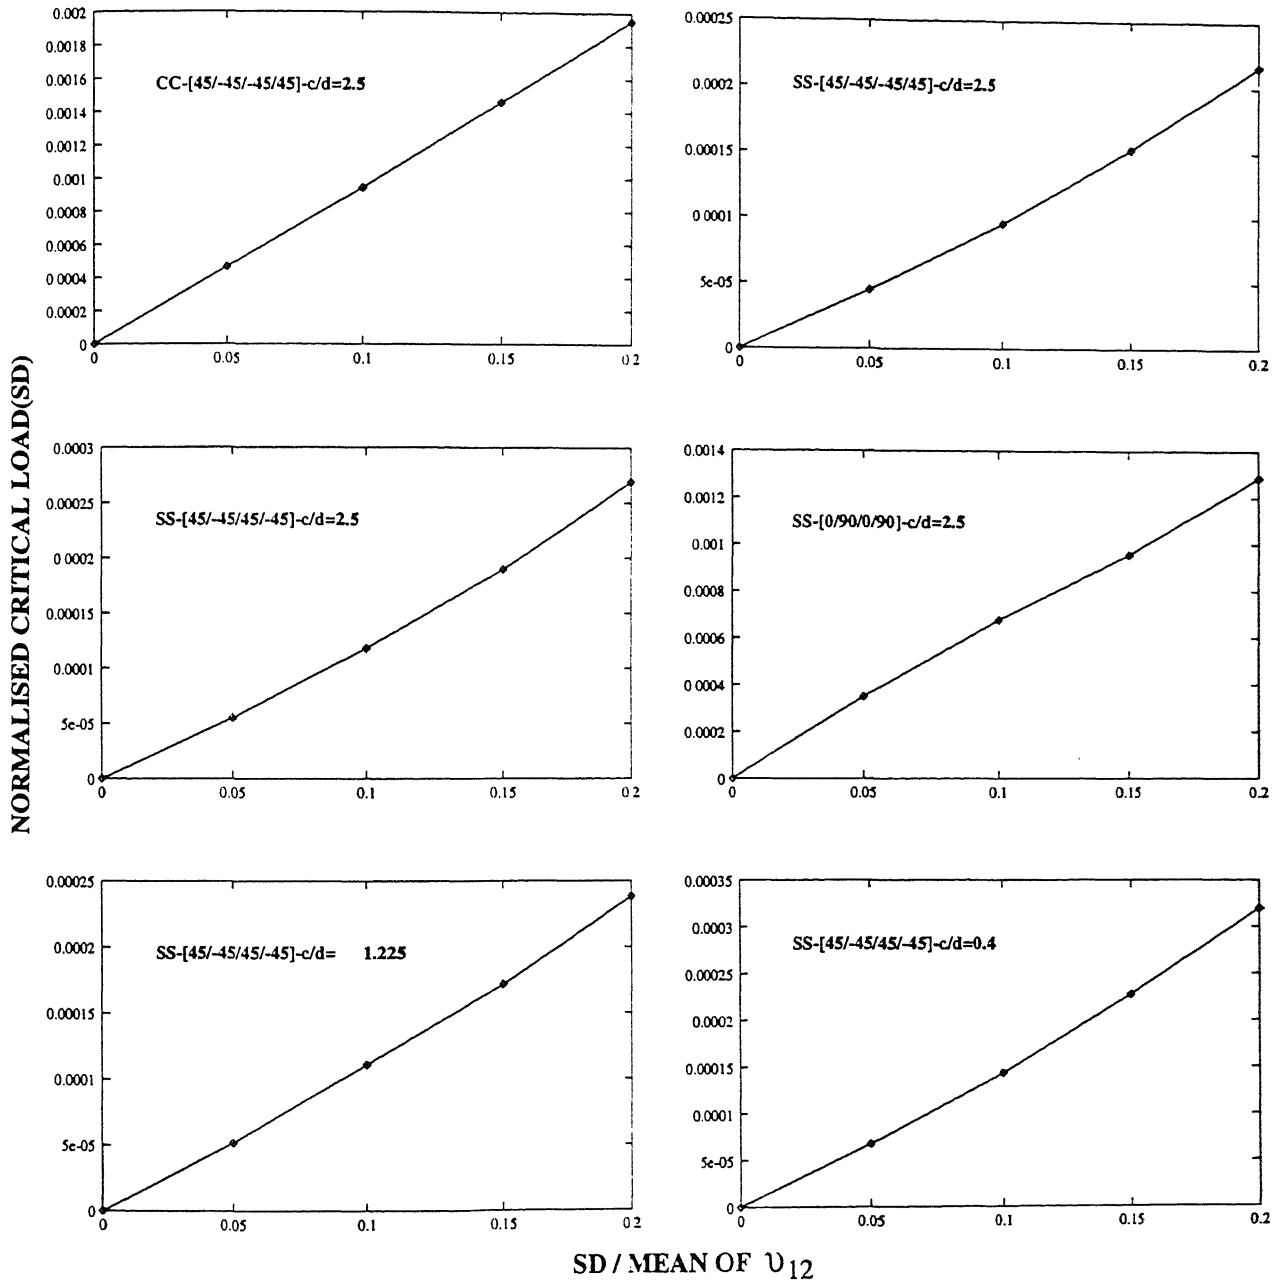 NORMALISED CRITICAL LOAD(SD)
CC-[45/-45/-45/45]-c/d=2.5
0.002
0.0018
0.0016
0.0014
0.0012
0.001
0.0008
0.0006
0.0004
0.0002
0
0 0.05 0.1 0.15 0.2
SS-[45/-45/-45/45]-c/d=2.5
0.00025
0.0002
0.00015
0.0001
5e-05
0
0 0.05 0.1 0.15 0.2
SS-[45/-45/45/-45]-c/d=2.5
0.0003
0.00025
0.0002
0.00015
0.0001
5e-05
0
0 0.05 0.1 0.15 0.2
SS-[0/90/0/90]-c/d=2.5
0.0014
0.0012
0.001
0.0008
0.0006
0.0004
0.0002
0
0 0.05 0.1 0.15 0.2
SS-[45/-45/45/-45]-c/d= 1.225
0.00025
0.0002
0.00015
0.0001
5e-05
0
0 0.05 0.1 0.15 0.2
SS-[45/-45/45/-45]-c/d=0.4
0.00035
0.0003
0.00025
0.0002
0.00015
0.0001
5e-05
0
0 0.05 0.1 0.15 0.2
SD / MEAN OF υ12